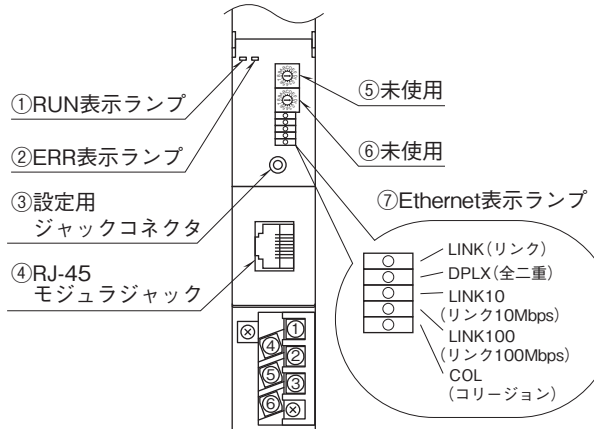 ①RUN表示ランプ
②ERR表示ランプ
③設定用
ジャックコネクタ
④RJ-45
モジュラジャック
⑤未使用
⑥未使用
⑦Ethernet表示ランプ
LINK(リンク)
DPLX(全二重)
LINK10
(リンク10Mbps)
LINK100
(リンク100Mbps)
COL
(コリージョン)
①
④
②
⑤
③
⑥